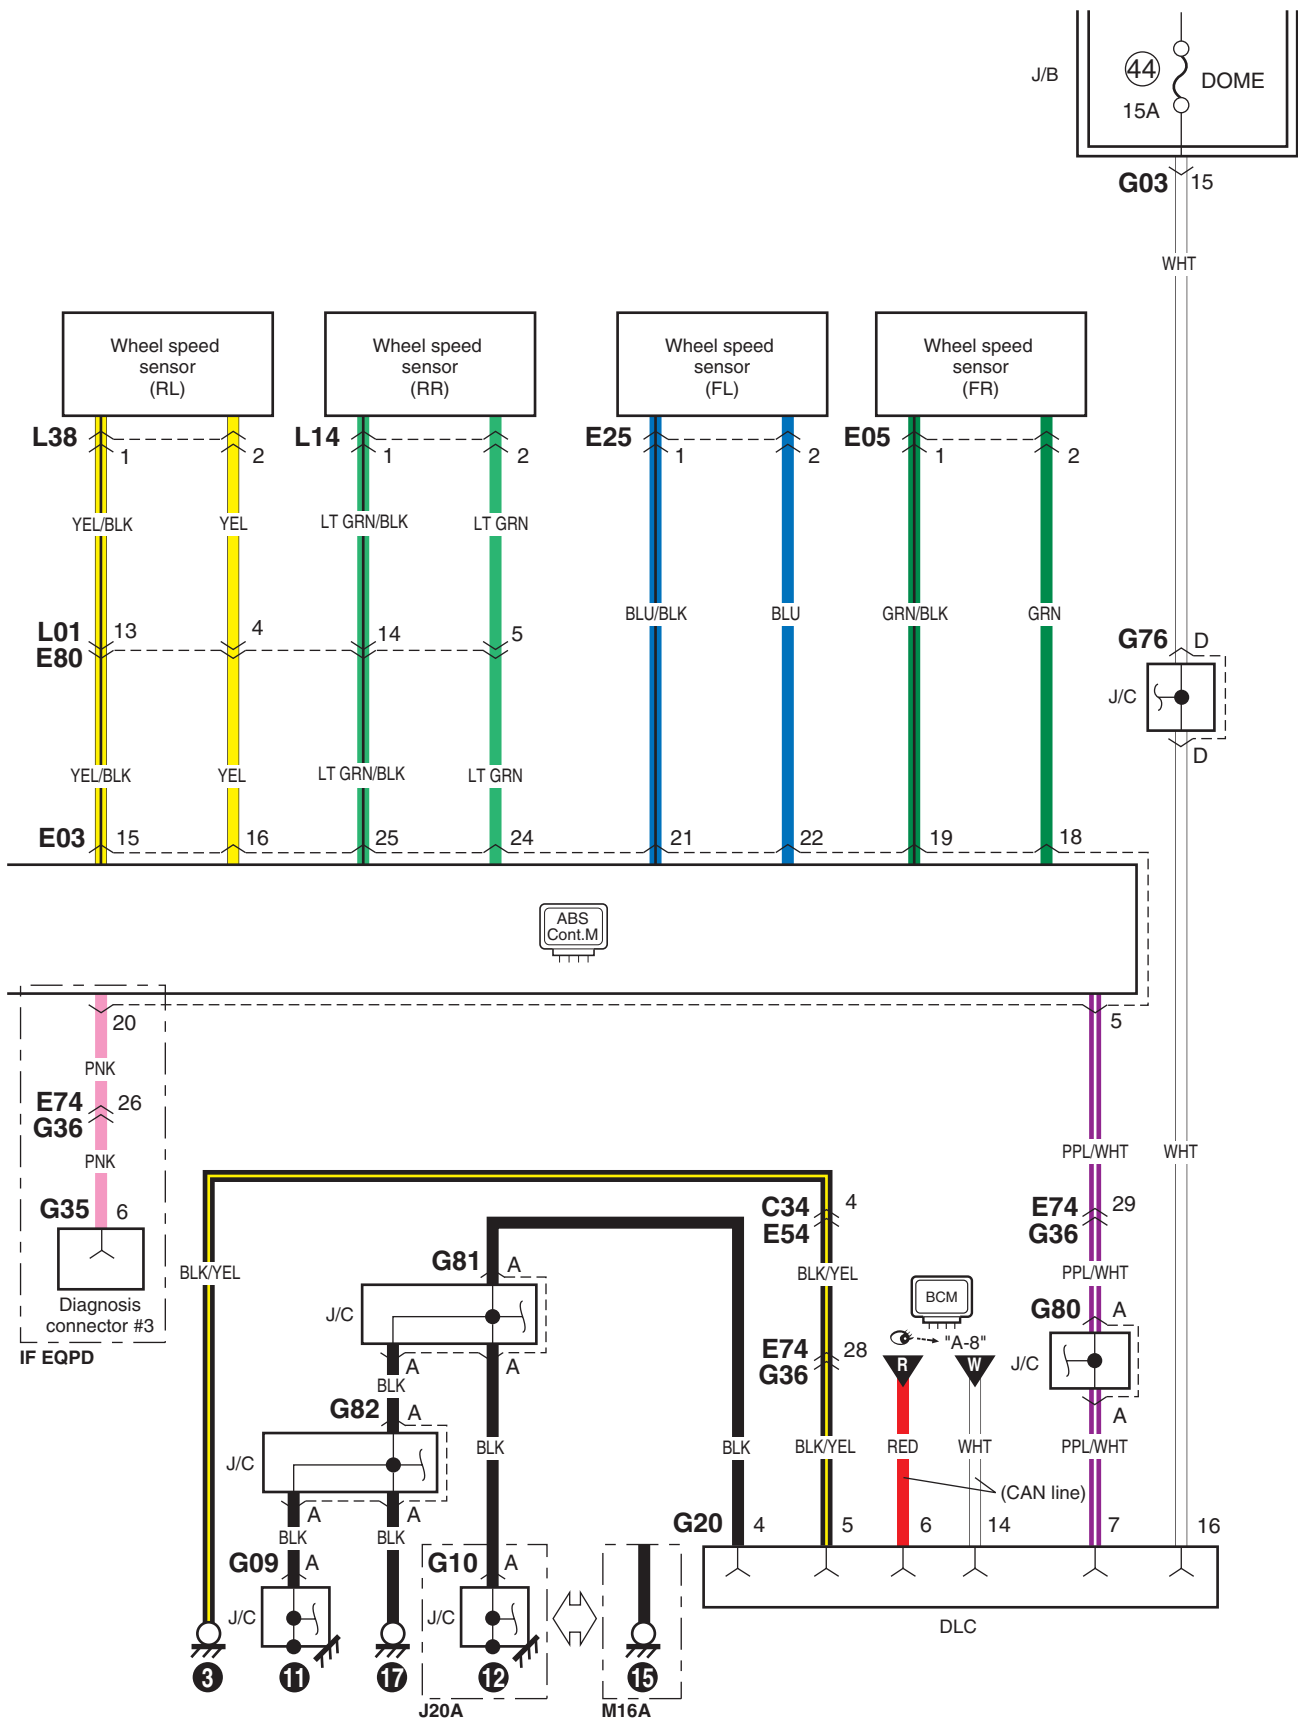 J/B
44
15A
DOME
G03 15
WHT
Wheel speed
sensor
(RL)
Wheel speed
sensor
(RR)
Wheel speed
sensor
(FL)
Wheel speed
sensor
(FR)
L38 1 2
L14 1 2
E25 1 2
E05 1 2
YEL/BLK YEL LT GRN/BLK LT GRN
BLU/BLK BLU GRN/BLK GRN
L01 13 4 14 5
E80
G76 D
J/C
D
YEL/BLK YEL LT GRN/BLK LT GRN
E03 15 16 25 24 21 22 19 18
ABS
Cont.M
20
5
PNK
E74 26
G36
PNK
G35 6
Diagnosis
connector #3
IF EQPD
PPL/WHT WHT
C34 4
E54
E74 29
G36
BLK/YEL
BLK/YEL
PPL/WHT
G81 A
J/C
A A
BLK
BCM
"A-8"
R W
E74 28
G36
G80 A
J/C
A
G82 A
J/C
A A
BLK
BLK BLK
BLK BLK/YEL RED WHT PPL/WHT
(CAN line)
G20 4 5 6 14 7 16
DLC
G09 A
J/C
G10 A
J/C
3 11 17 12 15
J20A
M16A